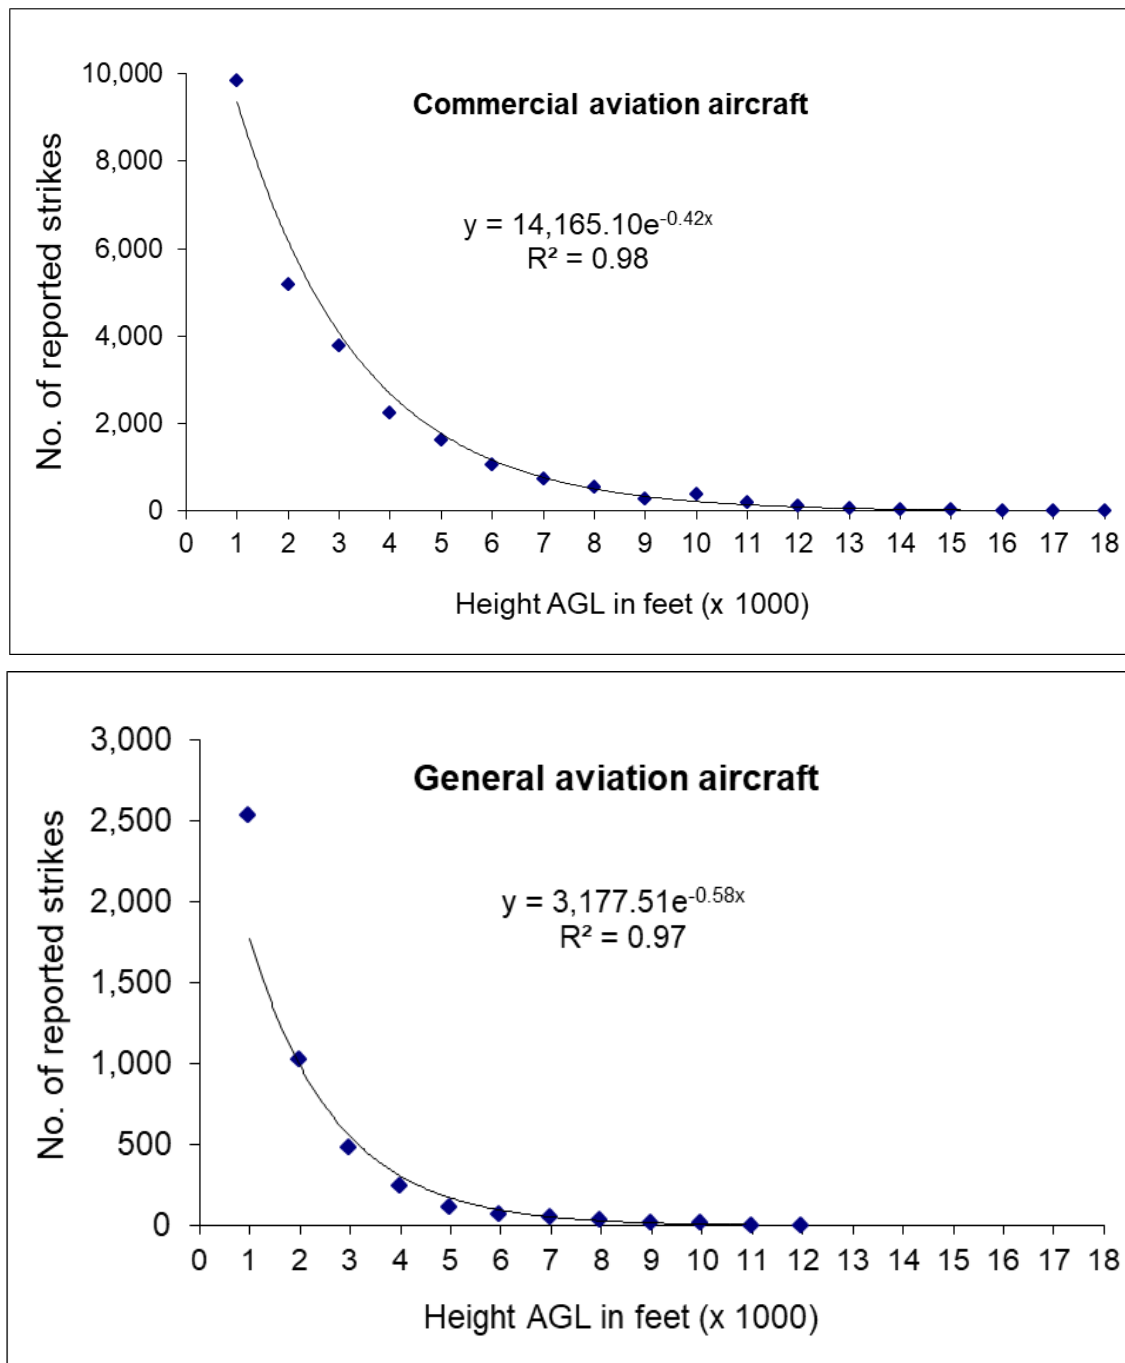 10,000
Commercial aviation aircraft
8,000
y = 14,165.10e-0.42x
R² = 0.98
6,000
4,000
2,000
0
No. of reported strikes
0 1 2 3 4 5 6 7 8 9 10 11 12 13 14 15 16 17 18
Height AGL in feet (x 1000)
3,000
General aviation aircraft
2,500
2,000
y = 3,177.51e-0.58x
R² = 0.97
1,500
1,000
500
0
No. of reported strikes
0 1 2 3 4 5 6 7 8 9 10 11 12 13 14 15 16 17 18
Height AGL in feet (x 1000)